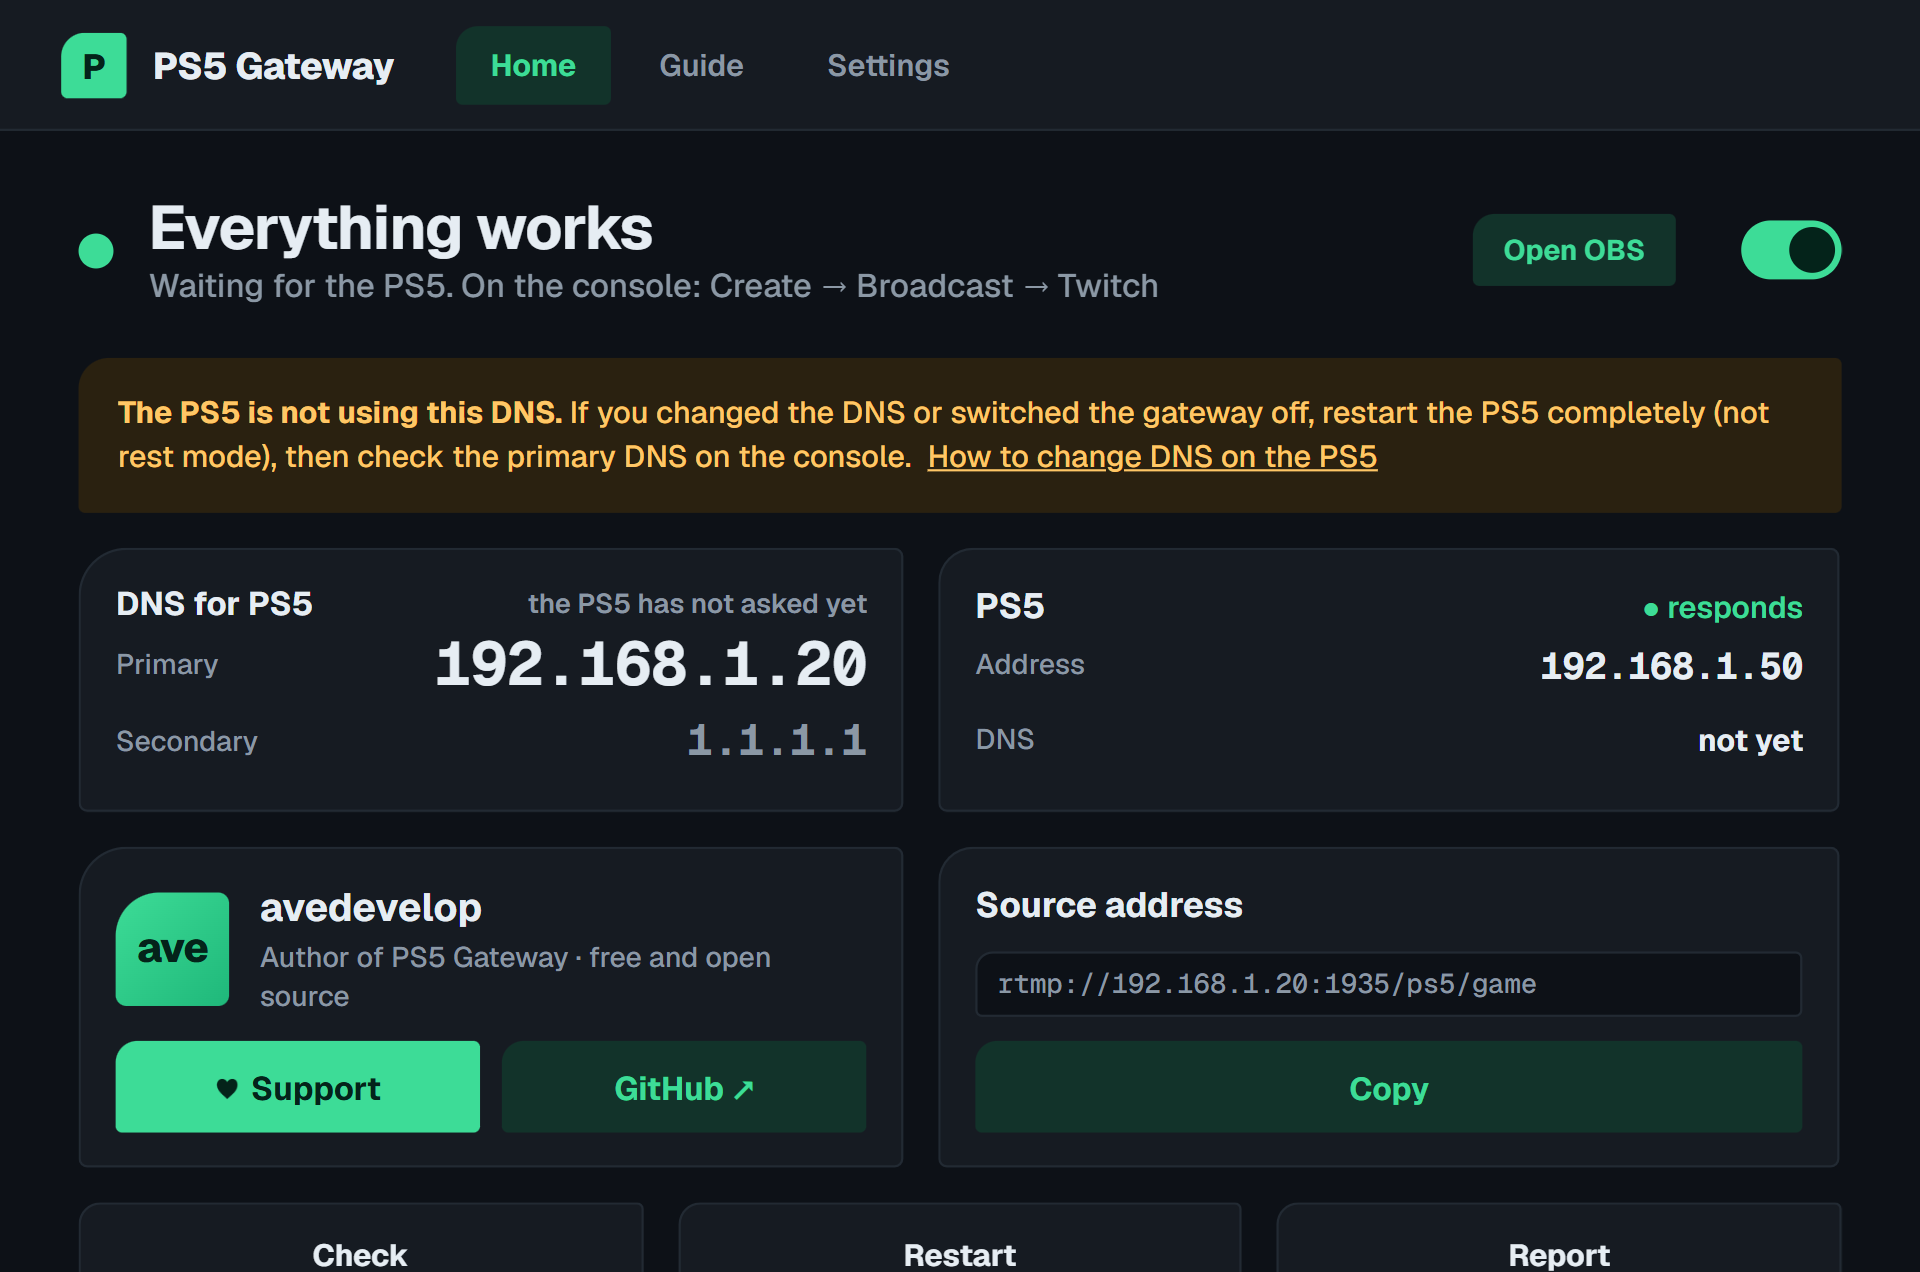 P PS5 Gateway Home Guide Settings
Everything works
Waiting for the PS5. On the console: Create → Broadcast → Twitch
Open OBS
The PS5 is not using this DNS. If you changed the DNS or switched the gateway off, restart the PS5 completely (not
rest mode), then check the primary DNS on the console. How to change DNS on the PS5
DNS for PS5 the PS5 has not asked yet
Primary 192.168.1.20
Secondary 1.1.1.1
PS5 ● responds
Address 192.168.1.50
DNS not yet
ave
avedevelop
Author of PS5 Gateway · free and open
source
♥ Support GitHub ↗
Source address
rtmp://192.168.1.20:1935/ps5/game
Copy
Check Restart Report